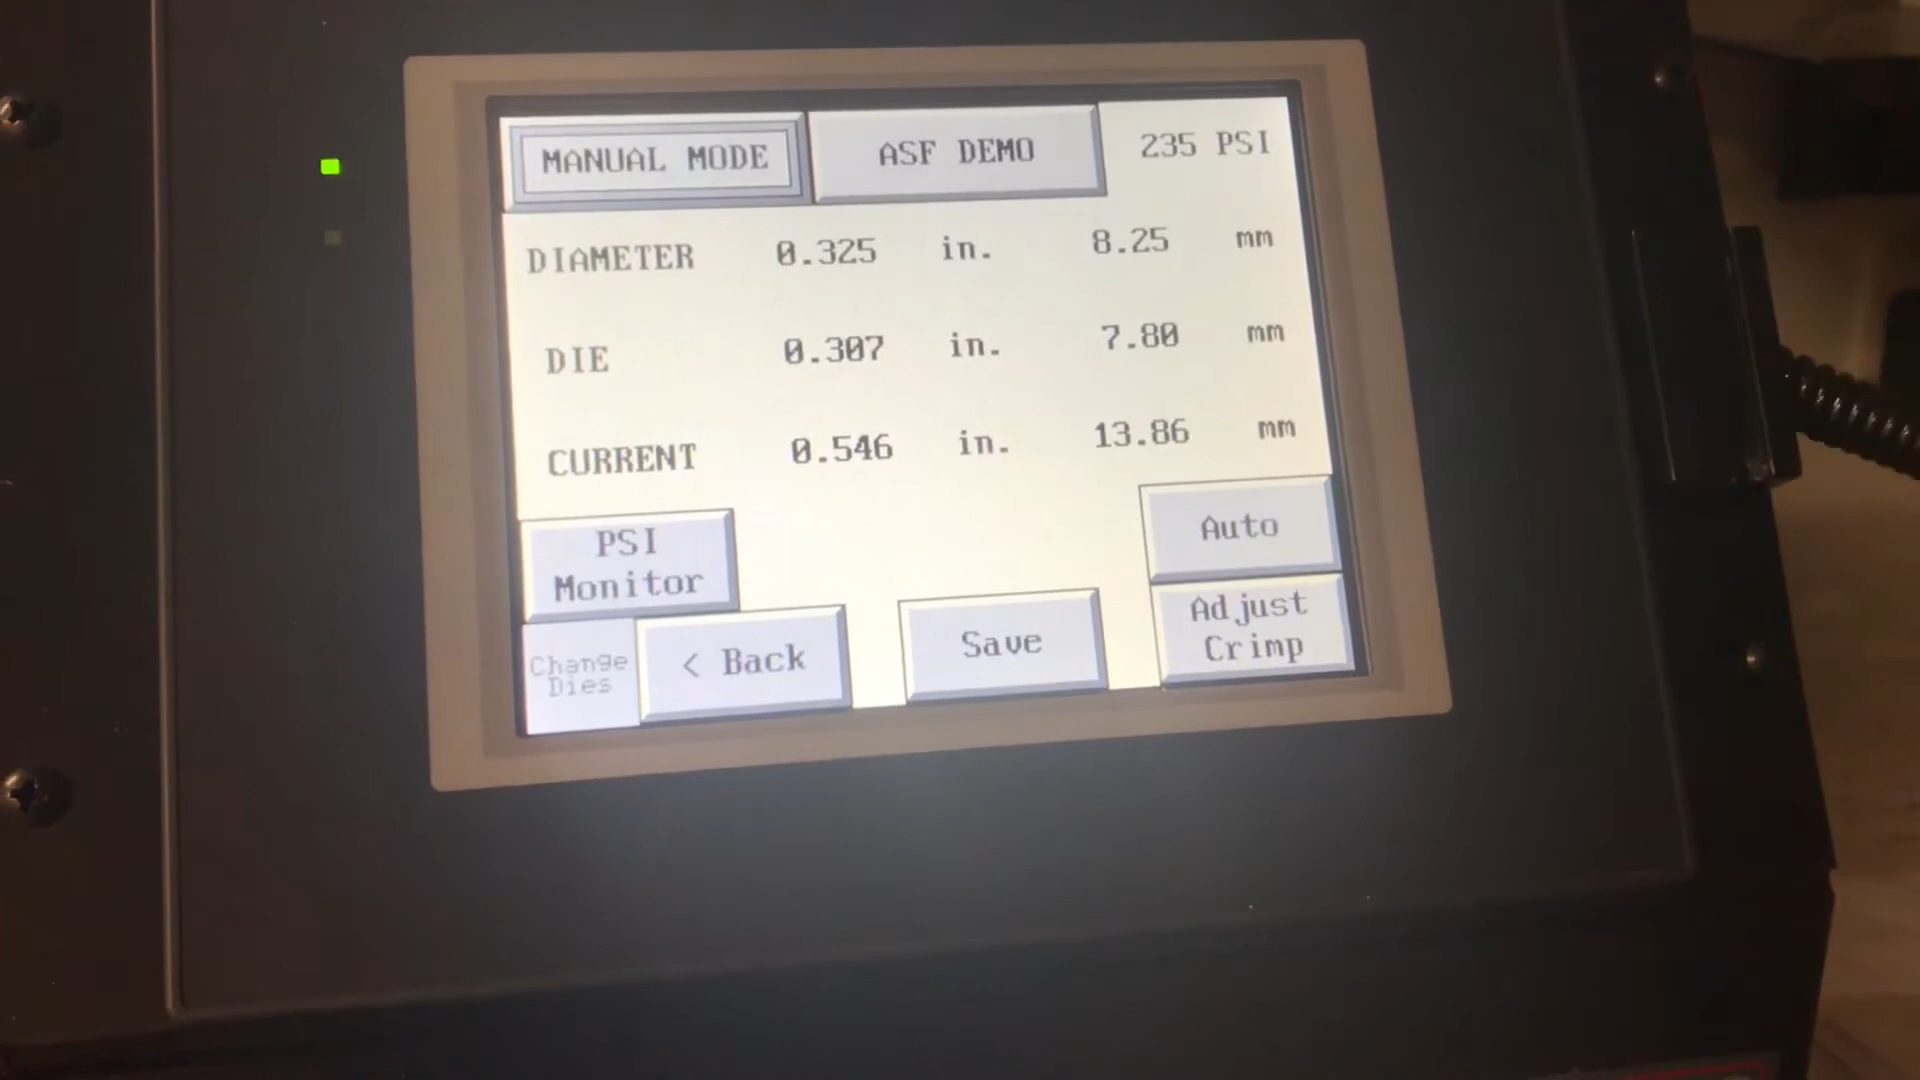 MANUAL MODE ASF DEMO 235 PSI
DIAMETER 0.325 in. 8.25 mm
DIE 0.307 in. 7.80 mm
CURRENT 0.546 in. 13.86 mm
PSI
Monitor
Auto
Change
Dies
< Back
Save
Adjust
Crimp